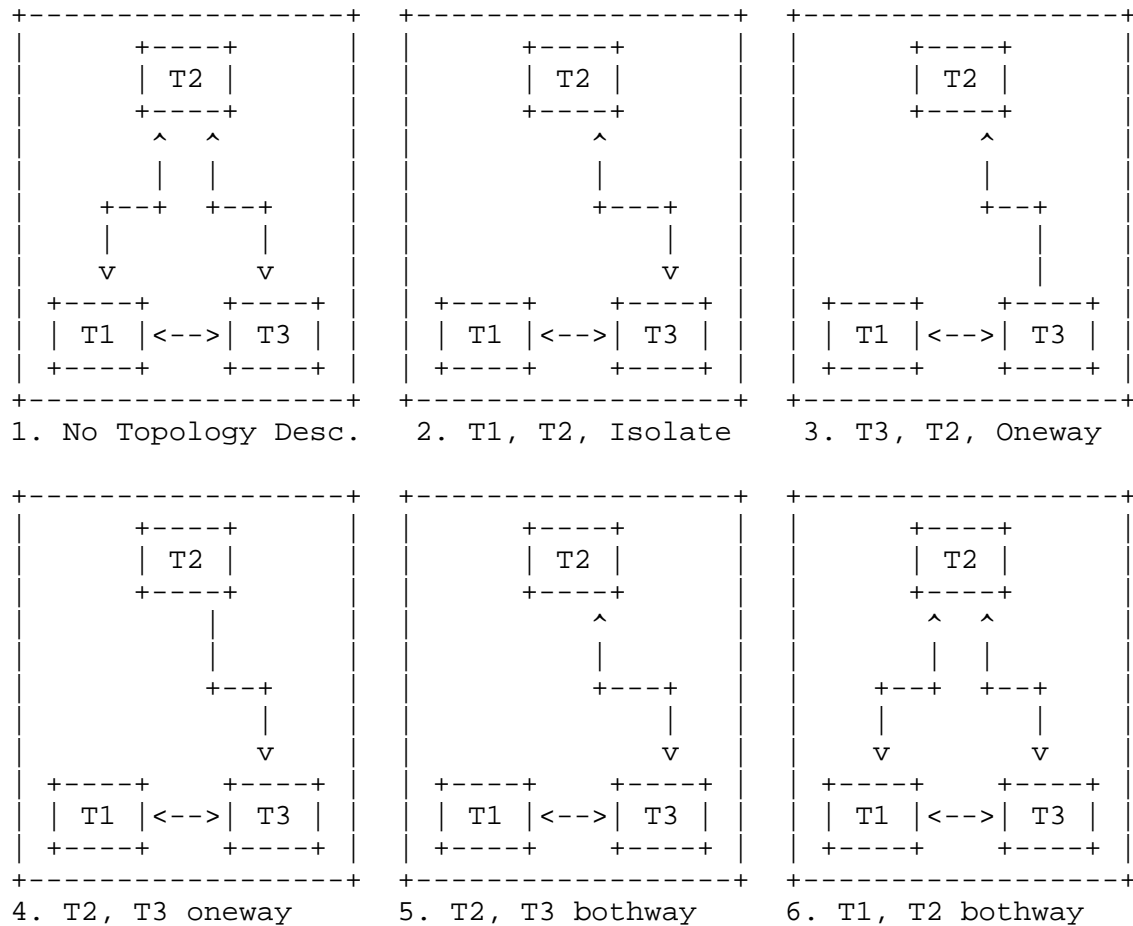 T2 T2 T2
T1 <--> T3 T1 <--> T3 T1 <--> T3
1. No Topology Desc. 2. T1, T2, Isolate 3. T3, T2, Oneway
T2 T2 T2
T1 <--> T3 T1 <--> T3 T1 <--> T3
4. T2, T3 oneway 5. T2, T3 bothway 6. T1, T2 bothway